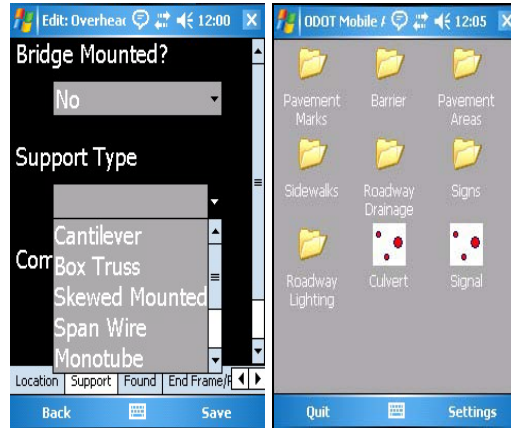 Edit: Overhead 12:00 X
Bridge Mounted?
No
Support Type
Cantilever
Box Truss
Skewed Mounted
Span Wire
Monotube
Location Support Found End Frame/
Back Save
ODOT Mobile 12:05 X
Pavement Barrier Pavement
Marks Areas
Sidewalks Roadway Signs
Drainage
Roadway Culvert Signal
Lighting
Quit Settings